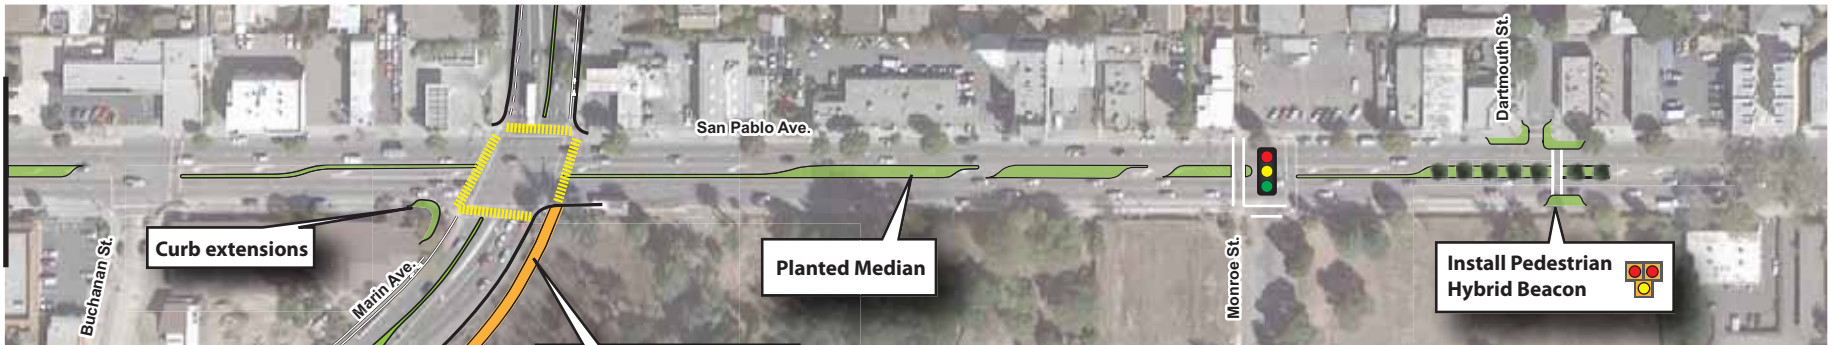 Dartmouth St.
San Pablo Ave.
Curb extensions
Buchanan St.
Marin Ave.
Planted Median
Monroe St.
Install Pedestrian
Hybrid Beacon